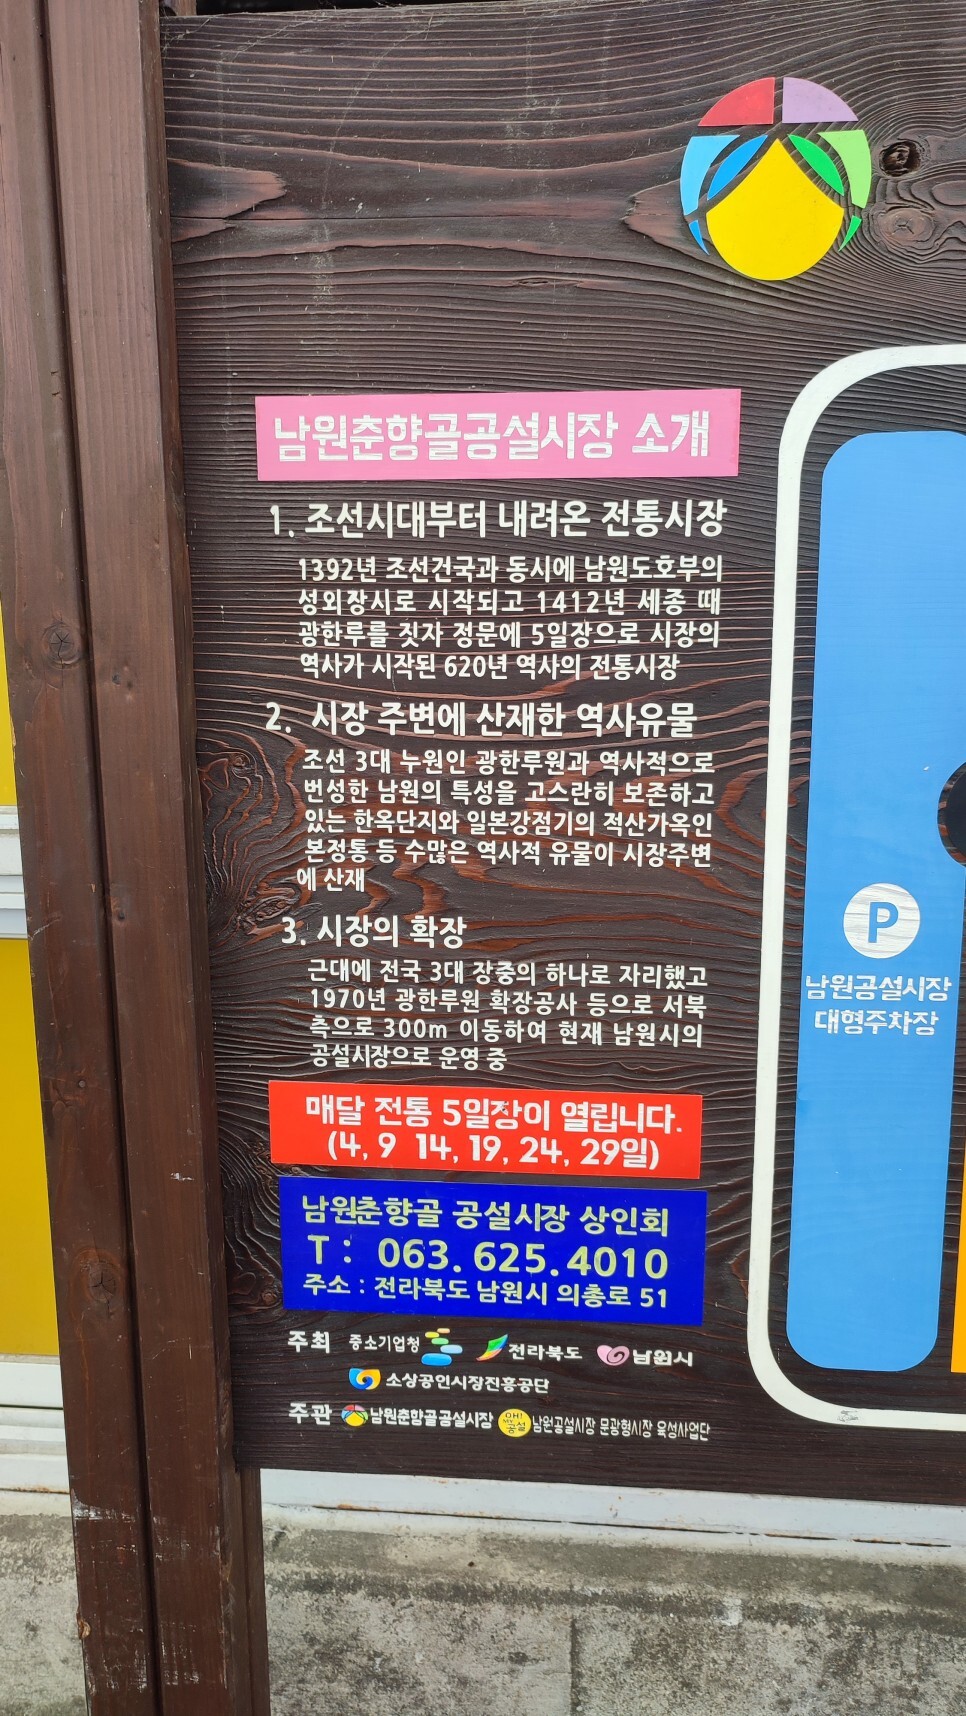 남원춘향골공설시장 소개
1. 조선시대부터 내려온 전통시장
1392년 조선건국과 동시에 남원도호부의
성외장시로 시작되고 1412년 세종 때
광한루를 짓자 정문에 5일장으로 시장의
역사가 시작된 620년 역사의 전통시장
2. 시장 주변에 산재한 역사유물
조선 3대 누원인 광한루원과 역사적으로
번성한 남원의 특성을 고스란히 보존하고
있는 한옥단지와 일본강점기의 적산가옥인
본정통 등 수많은 역사적 유물이 시장주변
에 산재
3. 시장의 확장
근대에 전국 3대 장중의 하나로 자리했고
1970년 광한루원 확장공사 등으로 서북
측으로 300m 이동하여 현재 남원시의
공설시장으로 운영 중
매달 전통 5일장이 열립니다.
(4, 9 14, 19, 24, 29일)
남원춘향골 공설시장 상인회
T : 063. 625. 4010
주소 : 전라북도 남원시 의총로 51
주최 중소기업청 전라북도 남원시
소상공인시장진흥공단
주관 남원춘향골공설시장 OH! MY 공설 남원공설시장 문광형시장 육성사업단
P
남원공설시장
대형주차장